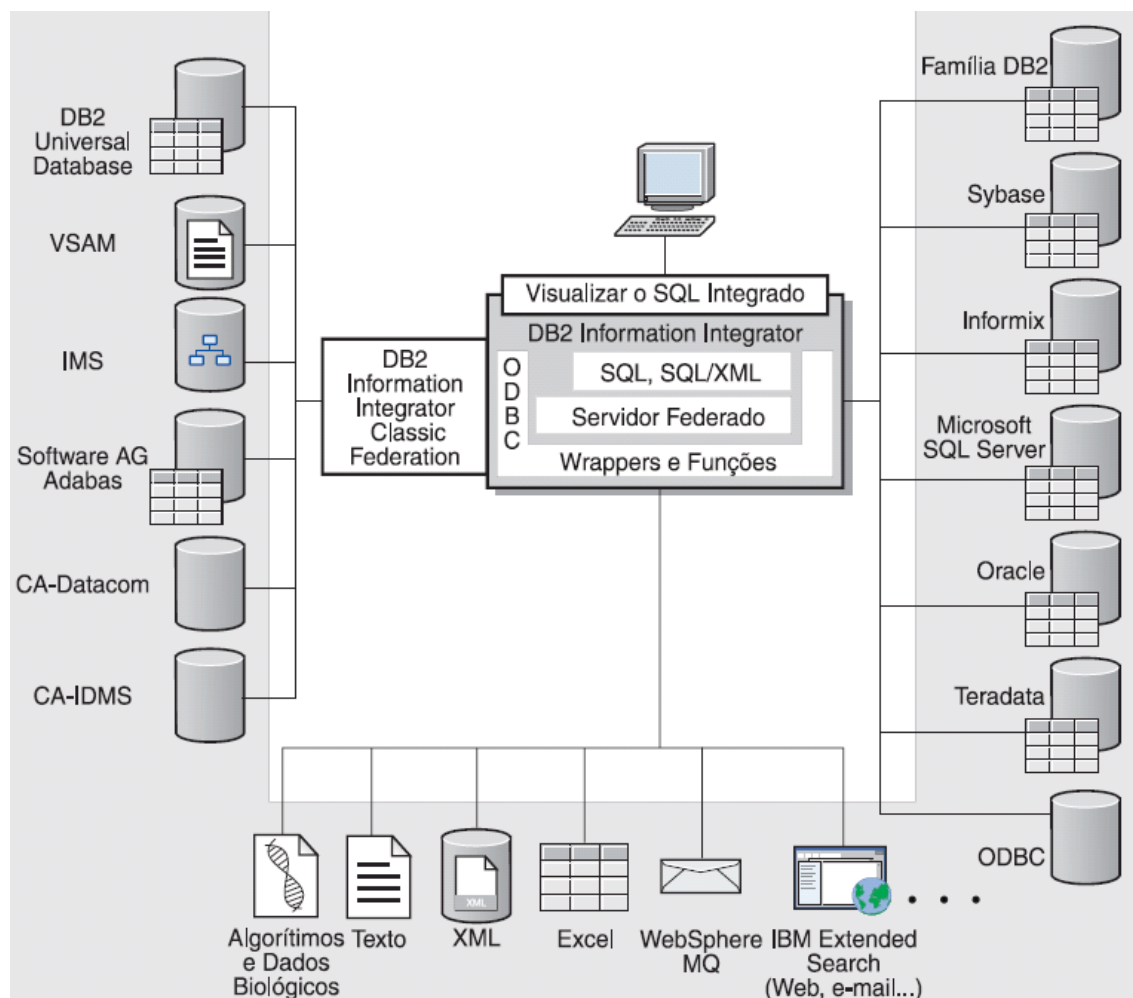 DB2
Universal
Database
VSAM
IMS
Software AG
Adabas
CA-Datacom
CA-IDMS
DB2
Information
Integrator
Classic
Federation
Visualizar o SQL Integrado
DB2 Information Integrator
O
D
B
C
SQL, SQL/XML
Servidor Federado
Wrappers e Funções
Família DB2
Sybase
Informix
Microsoft
SQL Server
Oracle
Teradata
ODBC
Algorítimos
e Dados
Biológicos
Texto
XML
XML
Excel
WebSphere
MQ
IBM Extended
Search
(Web, e-mail...)